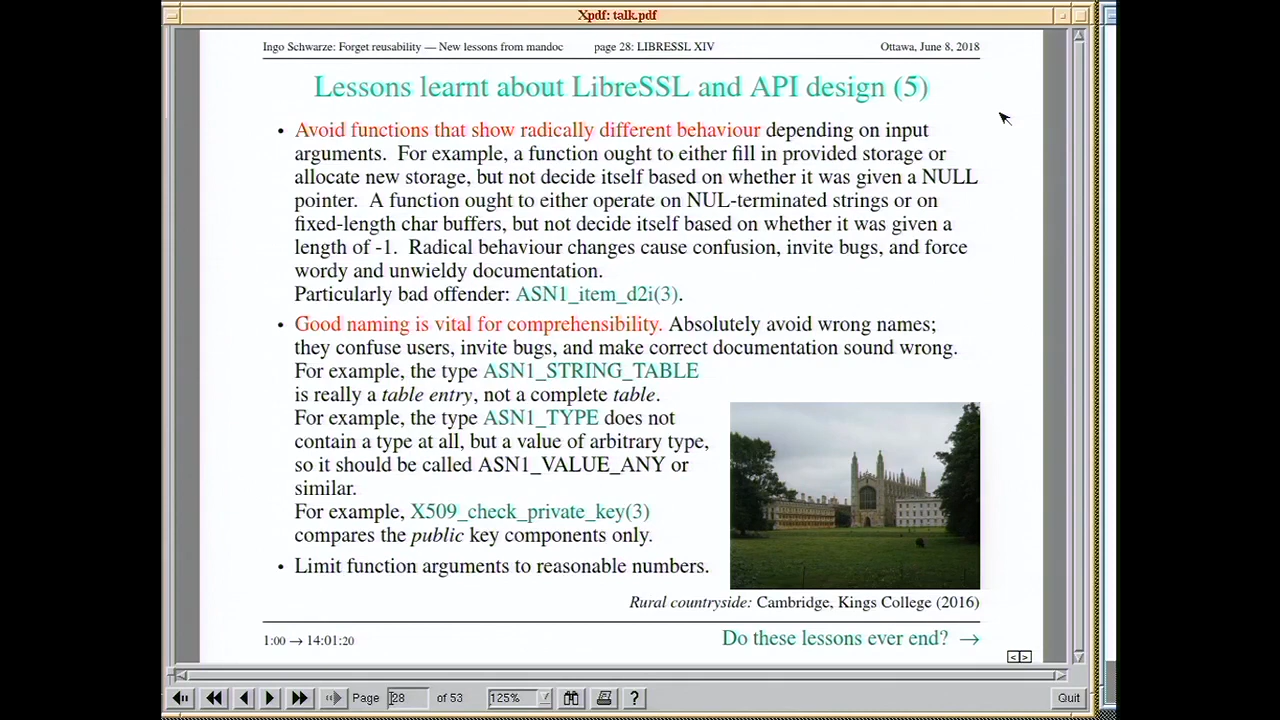 Xpdf: talk.pdf
Ingo Schwarze: Forget reusability — New lessons from mandoc page 28: LIBRESSL XIV Ottawa, June 8, 2018
Lessons learnt about LibreSSL and API design (5)
• Avoid functions that show radically different behaviour depending on input
arguments. For example, a function ought to either fill in provided storage or
allocate new storage, but not decide itself based on whether it was given a NULL
pointer. A function ought to either operate on NUL-terminated strings or on
fixed-length char buffers, but not decide itself based on whether it was given a
length of -1. Radical behaviour changes cause confusion, invite bugs, and force
wordy and unwieldy documentation.
Particularly bad offender: ASN1_item_d2i(3).
• Good naming is vital for comprehensibility. Absolutely avoid wrong names;
they confuse users, invite bugs, and make correct documentation sound wrong.
For example, the type ASN1_STRING_TABLE
is really a table entry, not a complete table.
For example, the type ASN1_TYPE does not
contain a type at all, but a value of arbitrary type,
so it should be called ASN1_VALUE_ANY or
similar.
For example, X509_check_private_key(3)
compares the public key components only.
• Limit function arguments to reasonable numbers.
Rural countryside: Cambridge, Kings College (2016)
1:00 → 14:01:20 Do these lessons ever end? →
Page 28 of 53 125% ? Quit